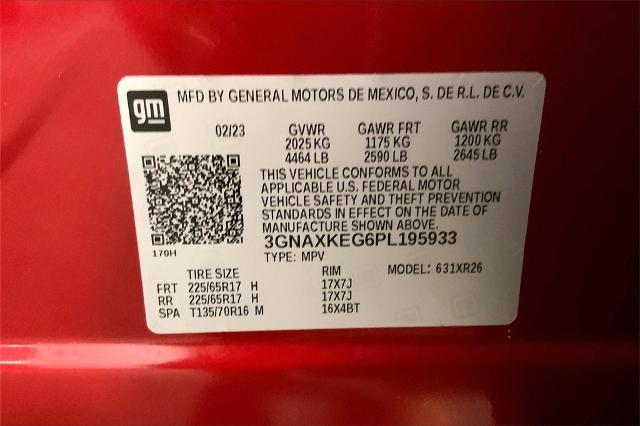 gm
MFD BY GENERAL MOTORS DE MEXICO, S. DE R.L. DE C.V.
02/23 GVWR GAWR FRT GAWR RR
2025 KG 1175 KG 1200 KG
4464 LB 2590 LB 2645 LB
THIS VEHICLE CONFORMS TO ALL
APPLICABLE U.S. FEDERAL MOTOR
VEHICLE SAFETY AND THEFT PREVENTION
STANDARDS IN EFFECT ON THE DATE OF
MANUFACTURE SHOWN ABOVE.
3GNAXKEG6PL195933
170H
TYPE: MPV
TIRE SIZE RIM MODEL: 631XR26
FRT 225/65R17 H 17X7J
RR 225/65R17 H 17X7J
SPA T135/70R16 M 16X4BT